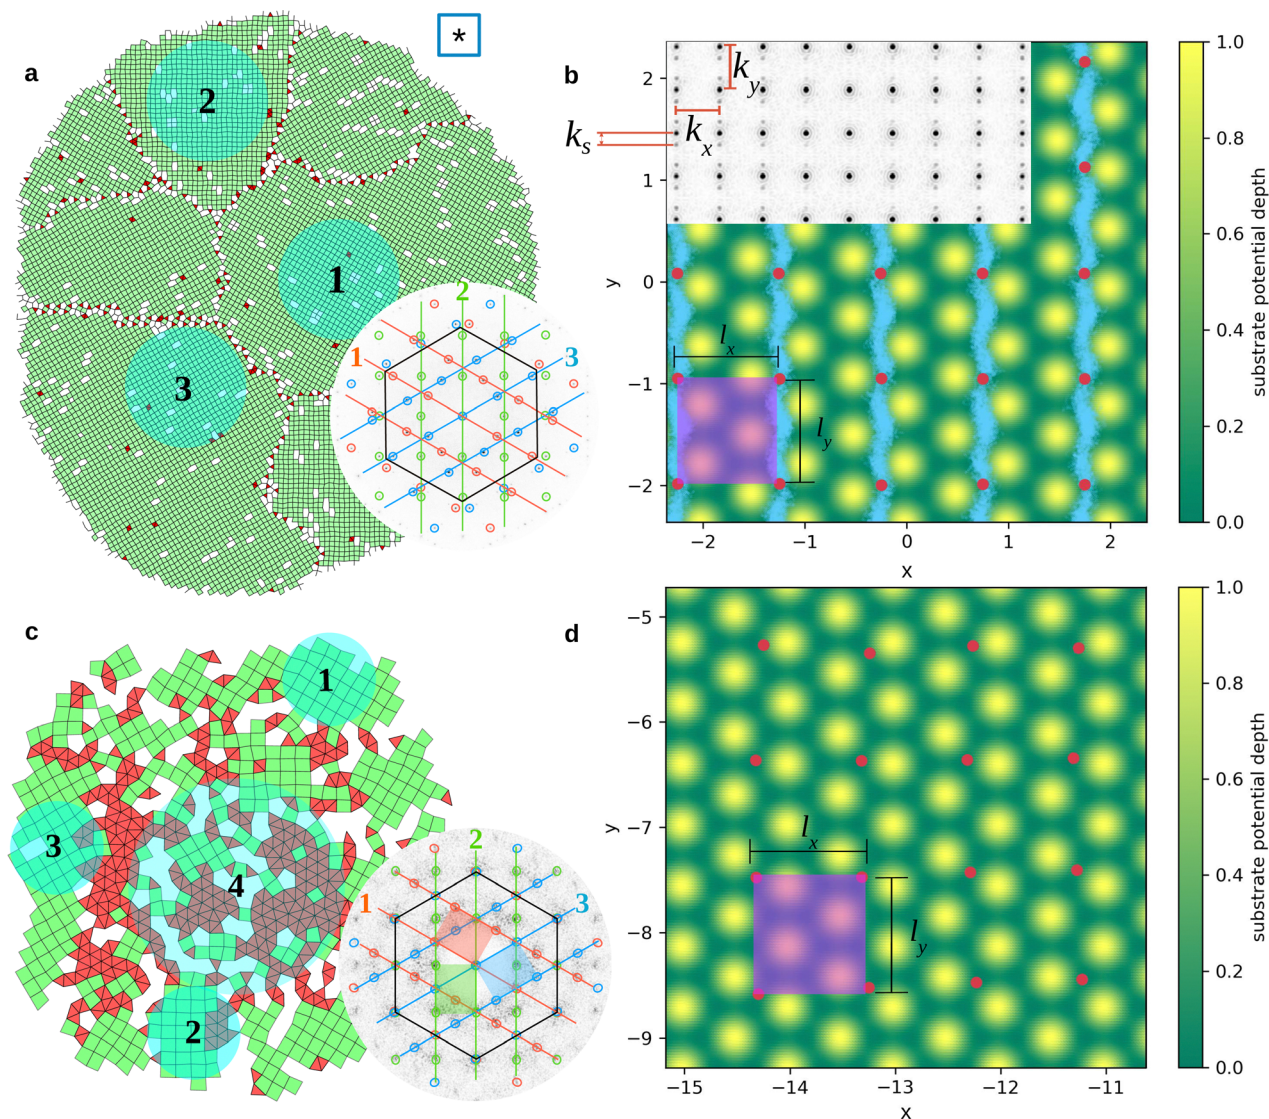 *
a
2
1
3
1
2
3
b
k_y
k_x
k_s
l_x
l_y
2
1
0
−1
−2
y
−2
−1
0
1
2
x
1.0
0.8
0.6
0.4
0.2
0.0
substrate potential depth
c
1
3
4
2
1
2
3
d
l_x
l_y
−5
−6
−7
−8
−9
y
−15
−14
−13
−12
−11
x
1.0
0.8
0.6
0.4
0.2
0.0
substrate potential depth